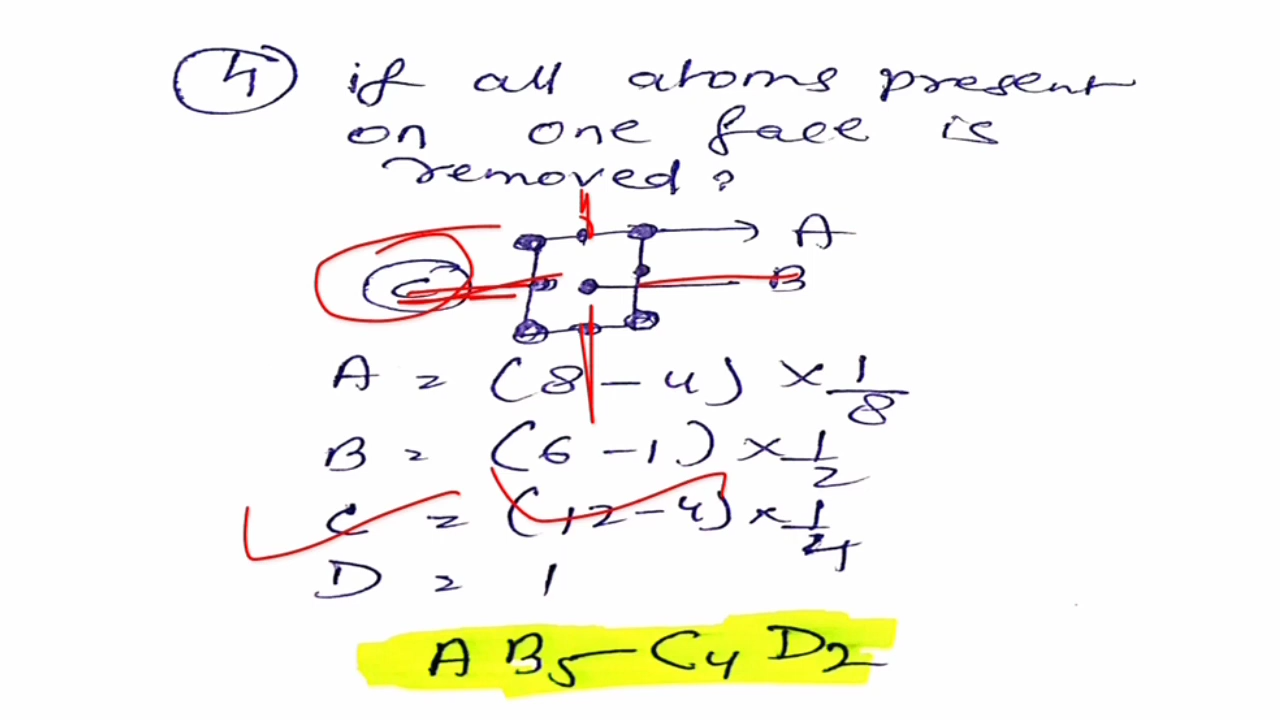 4 if all atoms present
on one face is
removed ?
A
C B
A = (8 - 4) × 1/8
B = (6 - 1) × 1/2
C = (12 - 4) × 1/4
D = 1
A B5 C4 D2